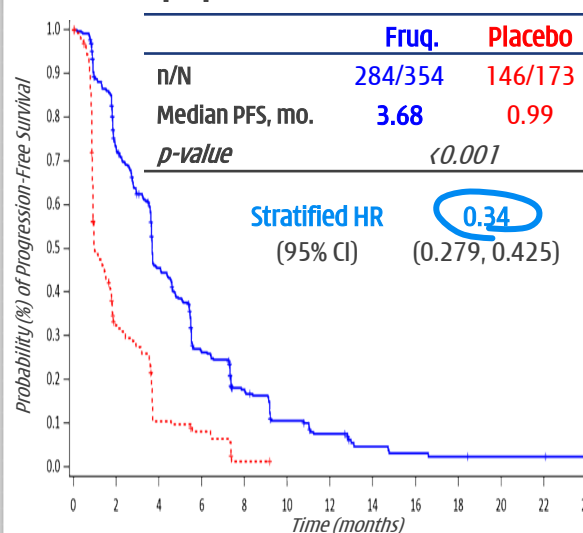 Fruq. Placebo
n/N 284/354 146/173
Median PFS, mo. 3.68 0.99
p-value <0.001
Stratified HR 0.34
(95% CI) (0.279, 0.425)
Probability (%) of Progression-Free Survival
1.0
0.9
0.8
0.7
0.6
0.5
0.4
0.3
0.2
0.1
0.0
0 2 4 6 8 10 12 14 16 18 20 22 24
Time (months)